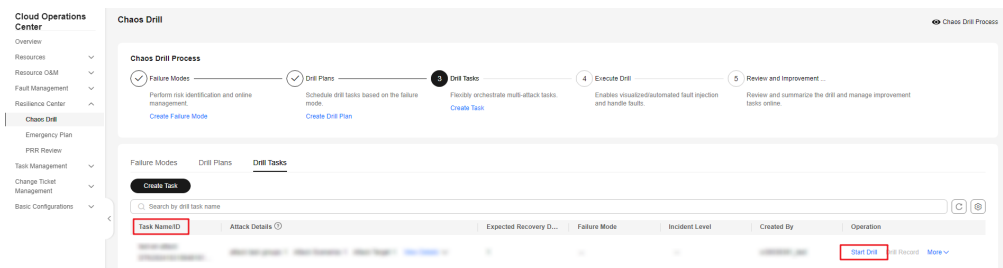 Cloud Operations
Center
Overview
Resources
Resource O&M
Fault Management
Resilience Center
Chaos Drill
Emergency Plan
PRR Review
Task Management
Change Ticket
Management
Basic Configurations
Chaos Drill
Chaos Drill Process
Chaos Drill Process
Failure Modes
Perform risk identification and online
management.
Create Failure Mode
Drill Plans
Schedule drill tasks based on the failure
mode.
Create Drill Plan
3 Drill Tasks
Flexibly orchestrate multi-attack tasks.
Create Task
4 Execute Drill
Enables visualized/automated fault injection
and handle faults.
5 Review and Improvement ...
Review and summarize the drill and manage improvement
tasks online.
Failure Modes Drill Plans Drill Tasks
Create Task
Search by drill task name
Task Name/ID Attack Details Expected Recovery D... Failure Mode Incident Level Created By Operation
Start Drill Drill Record More